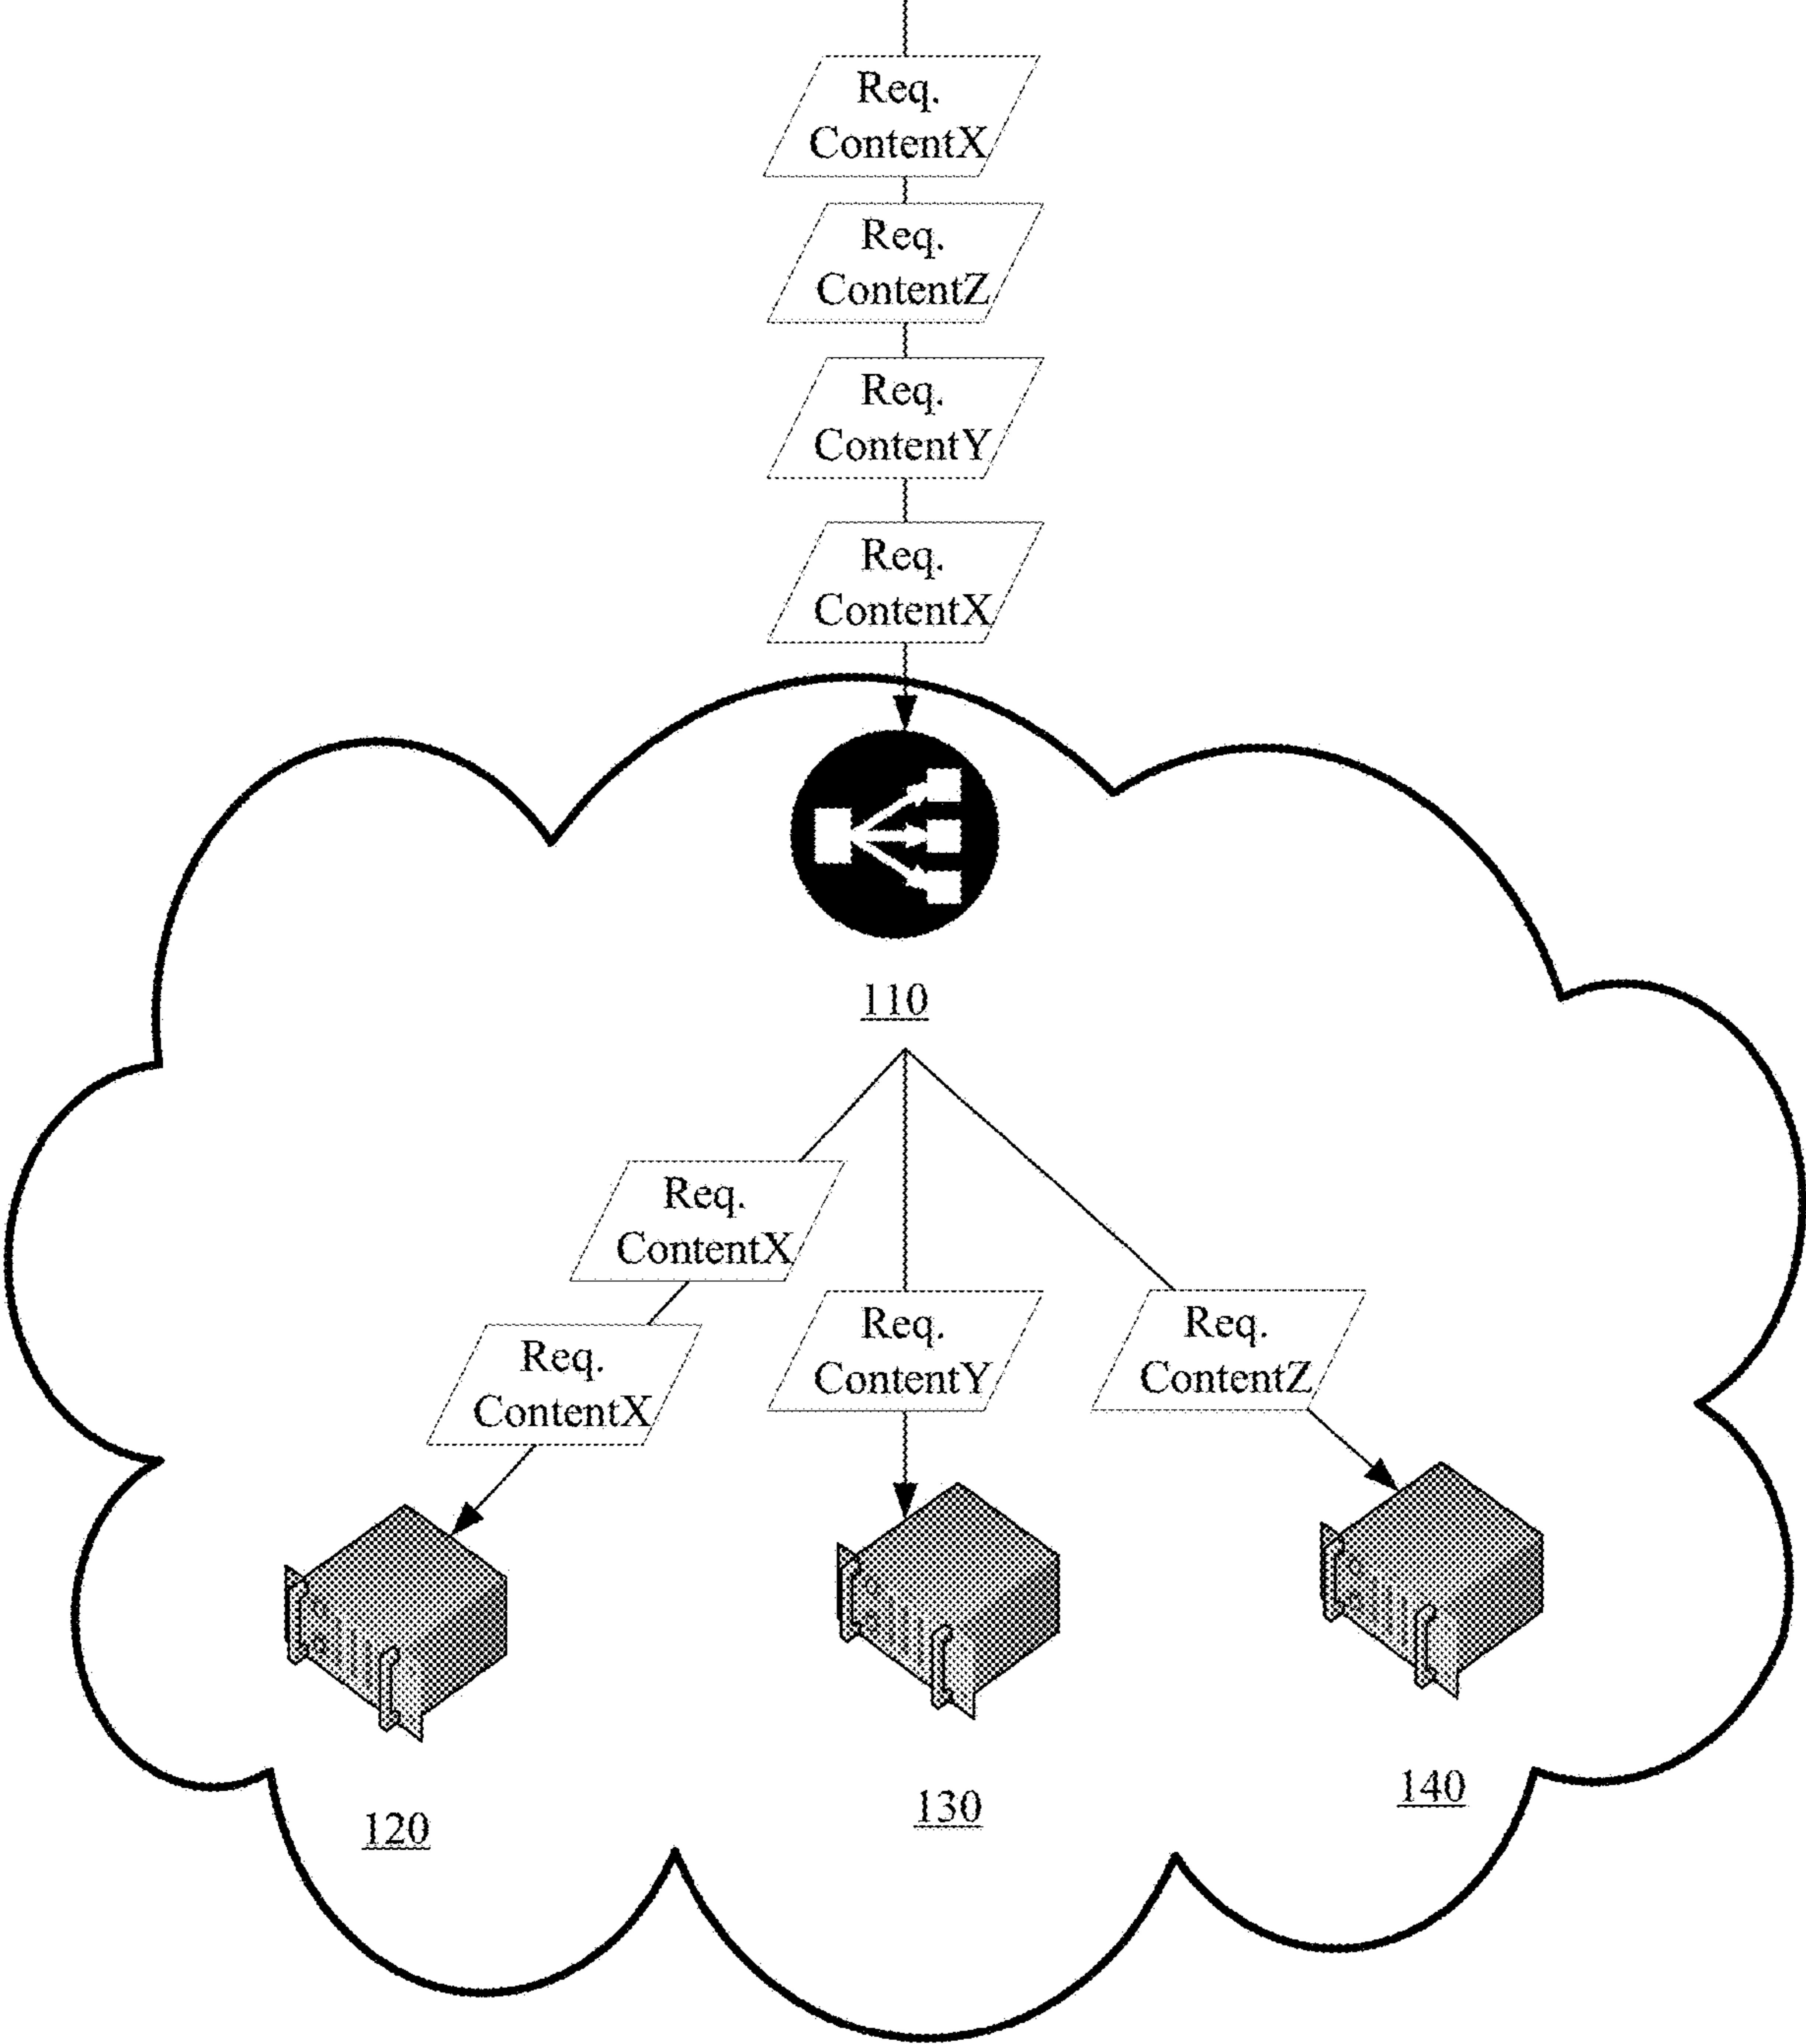 Req.
ContentX
Req.
ContentZ
Req.
ContentY
Req.
ContentX
110
Req.
ContentX
Req.
ContentX
Req.
ContentY
Req.
ContentZ
120
130
140